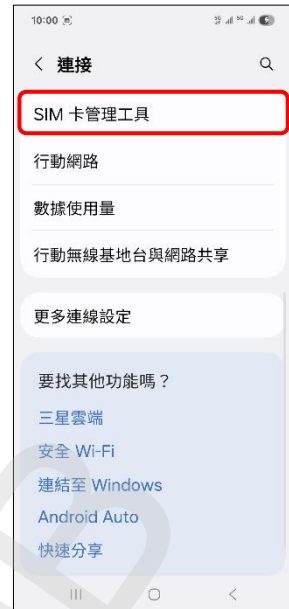 10:00
連接
SIM 卡管理工具
行動網路
數據使用量
行動無線基地台與網路共享
更多連線設定
要找其他功能嗎？
三星雲端
安全 Wi-Fi
連結至 Windows
Android Auto
快速分享